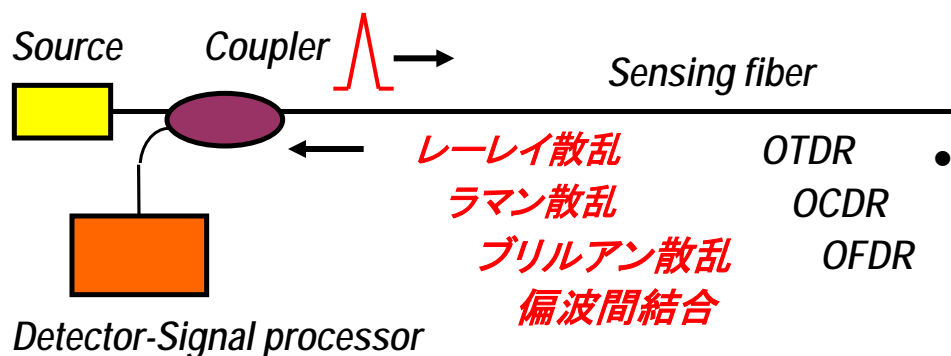 Source Coupler
Sensing fiber
レーレイ散乱 OTDR
ラマン散乱 OCDR
ブリルアン散乱 OFDR
偏波間結合
Detector-Signal processor